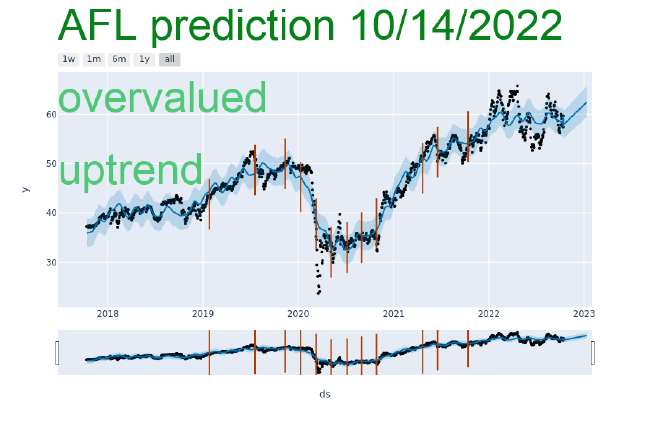 AFL prediction 10/14/2022
1w 1m 6m 1y all
overvalued
uptrend
y
60
50
40
30
2018 2019 2020 2021 2022 2023
ds